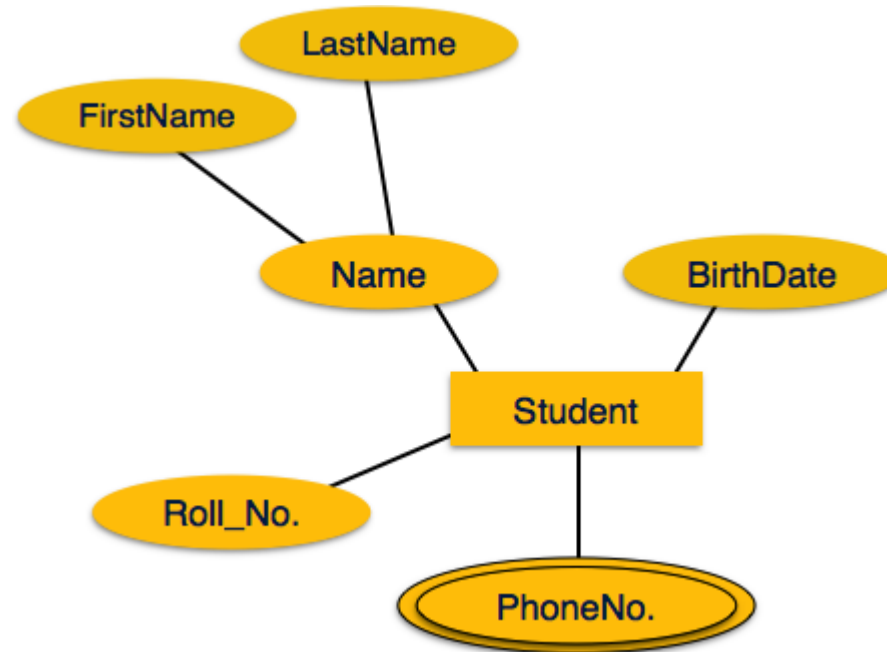 LastName
FirstName
Name
BirthDate
Student
Roll_No.
PhoneNo.